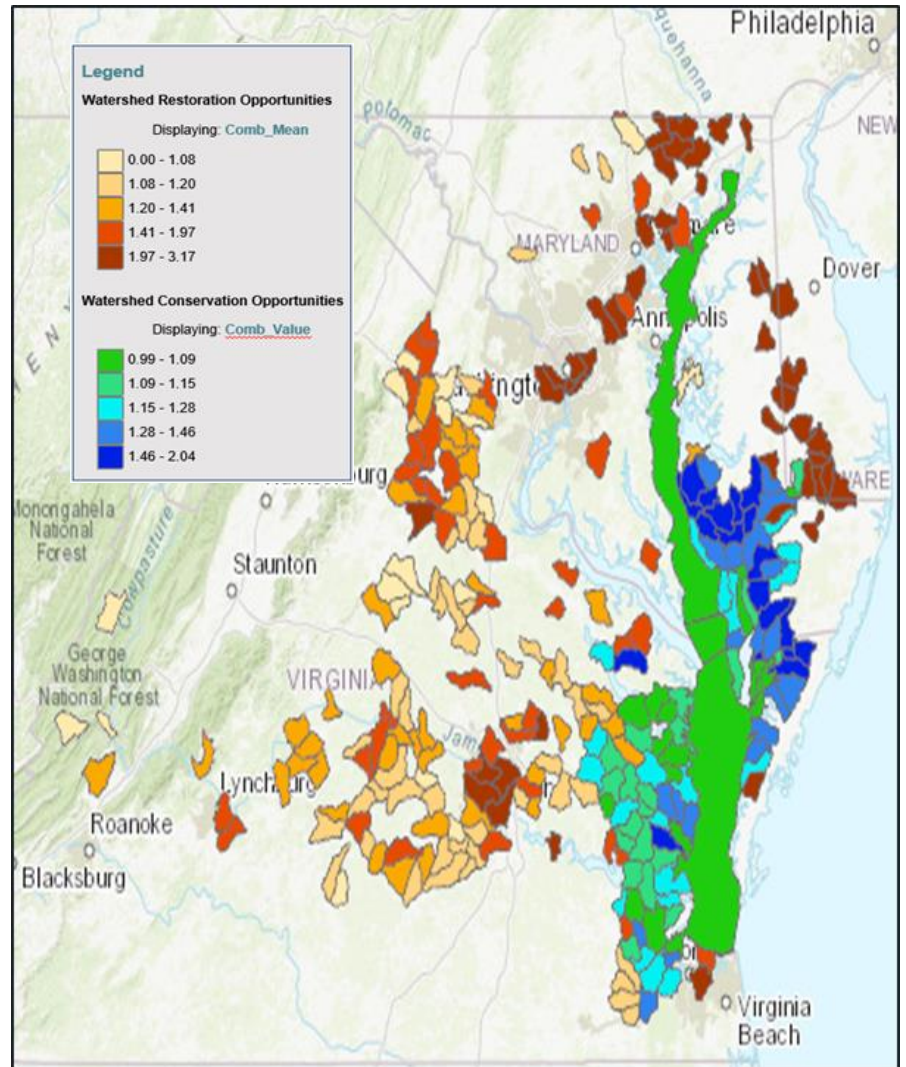 Philadelphia
quehanna
Legend
Watershed Restoration Opportunities
Displaying: Comb_Mean
0.00 - 1.08
1.08 - 1.20
1.20 - 1.41
1.41 - 1.97
1.97 - 3.17
Watershed Conservation Opportunities
Displaying: Comb_Value
0.99 - 1.09
1.09 - 1.15
1.15 - 1.28
1.28 - 1.46
1.46 - 2.04
Potomac
NEW
MARYLAND
Dover
Monongahela
National
Forest
Cowpasture
Staunton
George
Washington
National Forest
VIRGINIA
Roanoke
Blacksburg
Virginia
Beach